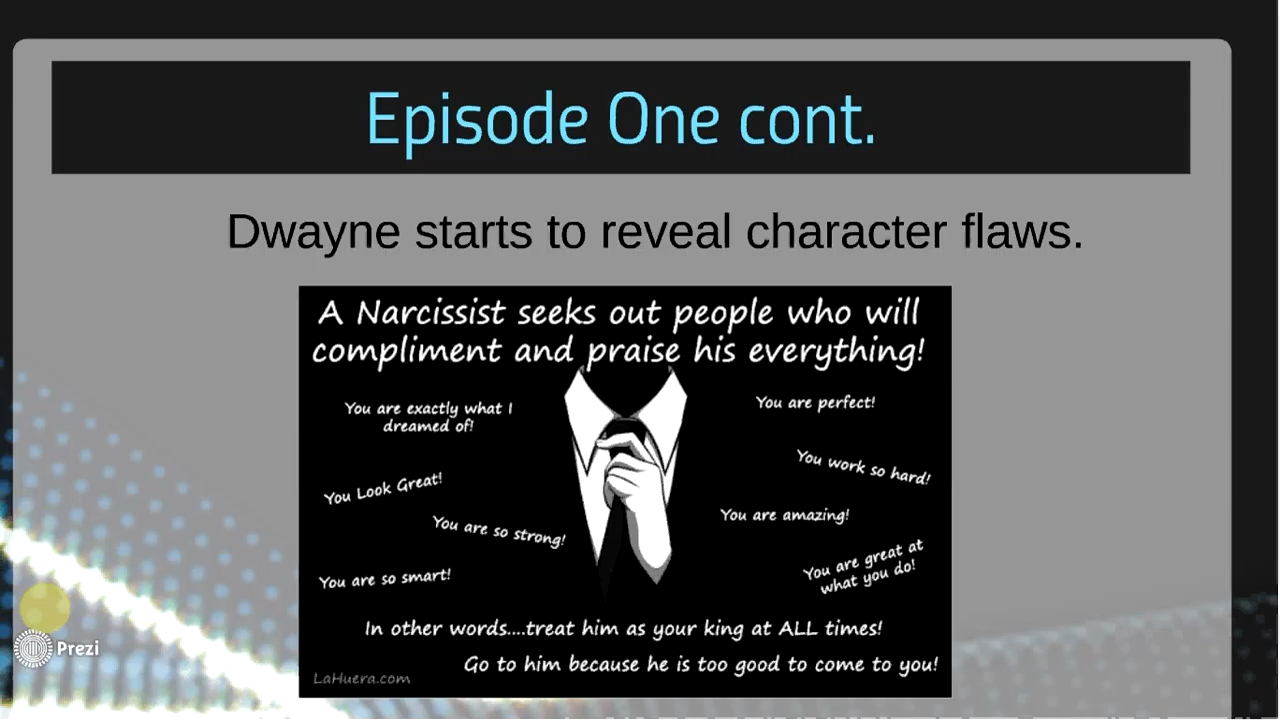 Episode One cont.
Dwayne starts to reveal character flaws.
A Narcissist seeks out people who will
compliment and praise his everything!
You are exactly what I
dreamed of!
You are perfect!
You work so hard!
You Look Great!
You are so strong!
You are amazing!
You are great at
what you do!
You are so smart!
In other words....treat him as your king at ALL times!
Go to him because he is too good to come to you!
LaHuera.com
Prezi